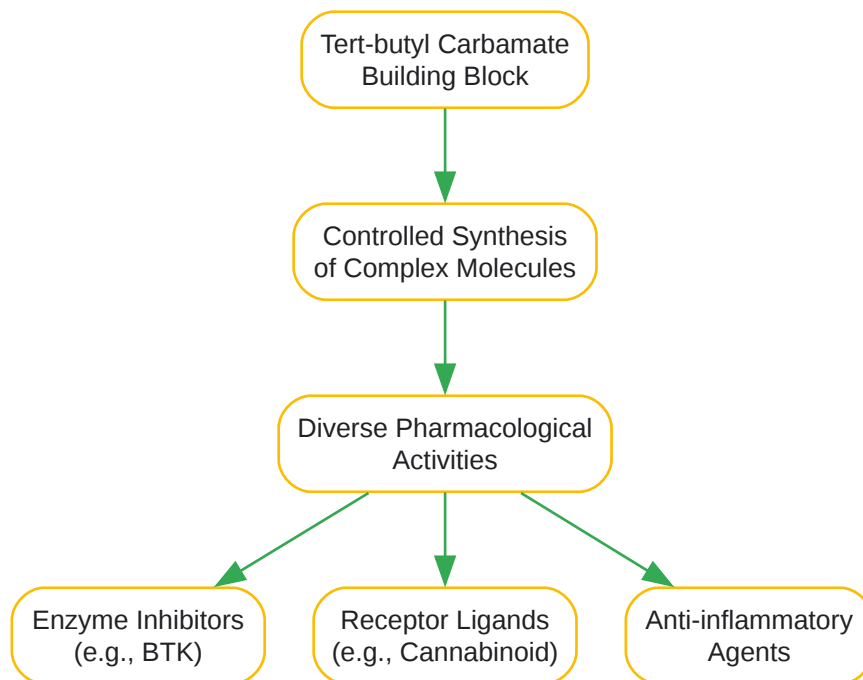 Tert-butyl Carbamate
Building Block
Controlled Synthesis
of Complex Molecules
Diverse Pharmacological
Activities
Enzyme Inhibitors
(e.g., BTK)
Receptor Ligands
(e.g., Cannabinoid)
Anti-inflammatory
Agents